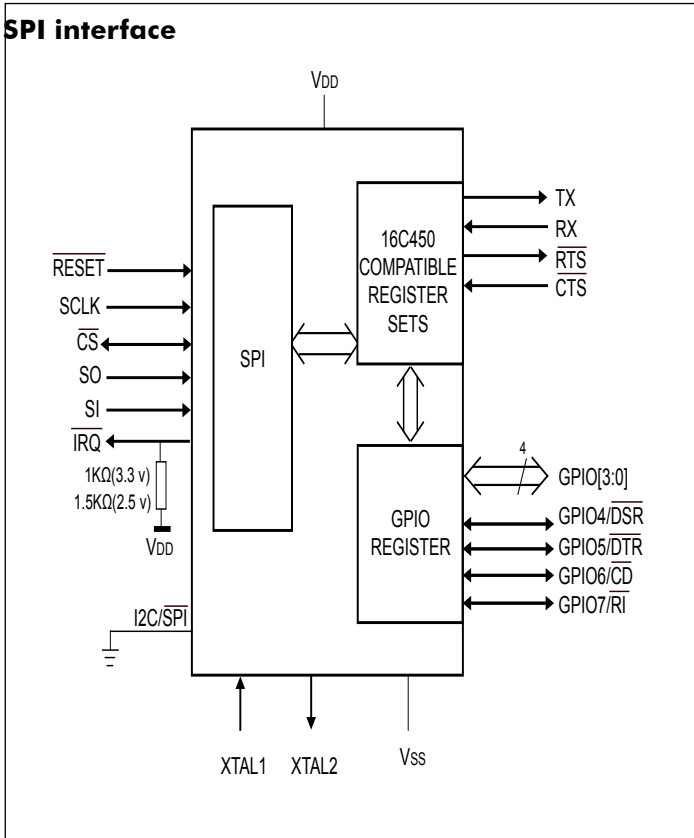 SPI interface
VDD
TX
RX
RTS
CTS
16C450
COMPATIBLE
REGISTER
SETS
RESET
SCLK
CS
SO
SI
IRQ
SPI
1KΩ(3.3 v)
1.5KΩ(2.5 v)
VDD
4
GPIO[3:0]
GPIO4/DSR
GPIO5/DTR
GPIO6/CD
GPIO7/RI
GPIO
REGISTER
I2C/SPI
XTAL1
XTAL2
VSS